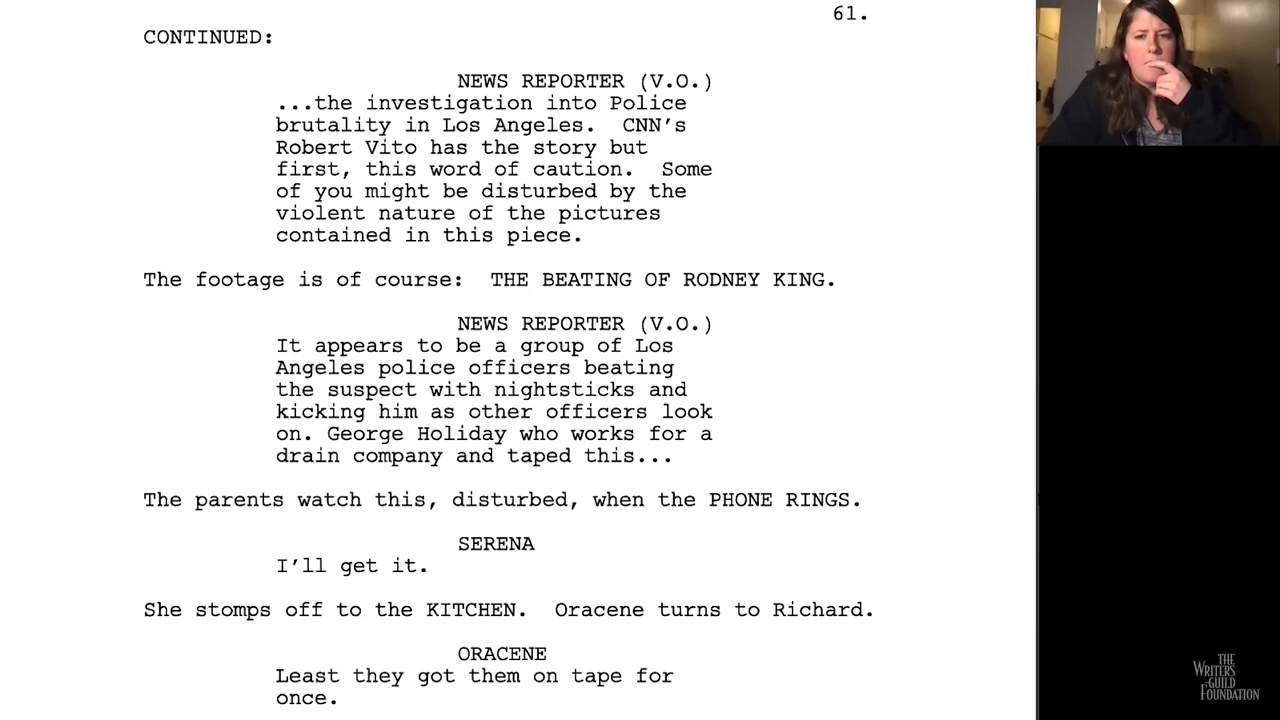 61.
CONTINUED:
NEWS REPORTER (V.O.)
...the investigation into Police
brutality in Los Angeles.  CNN's
Robert Vito has the story but
first, this word of caution.  Some
of you might be disturbed by the
violent nature of the pictures
contained in this piece.
The footage is of course:  THE BEATING OF RODNEY KING.
NEWS REPORTER (V.O.)
It appears to be a group of Los
Angeles police officers beating
the suspect with nightsticks and
kicking him as other officers look
on. George Holiday who works for a
drain company and taped this...
The parents watch this, disturbed, when the PHONE RINGS.
SERENA
I'll get it.
She stomps off to the KITCHEN.  Oracene turns to Richard.
ORACENE
Least they got them on tape for
once.
THE
WRITERS
GUILD
FOUNDATION